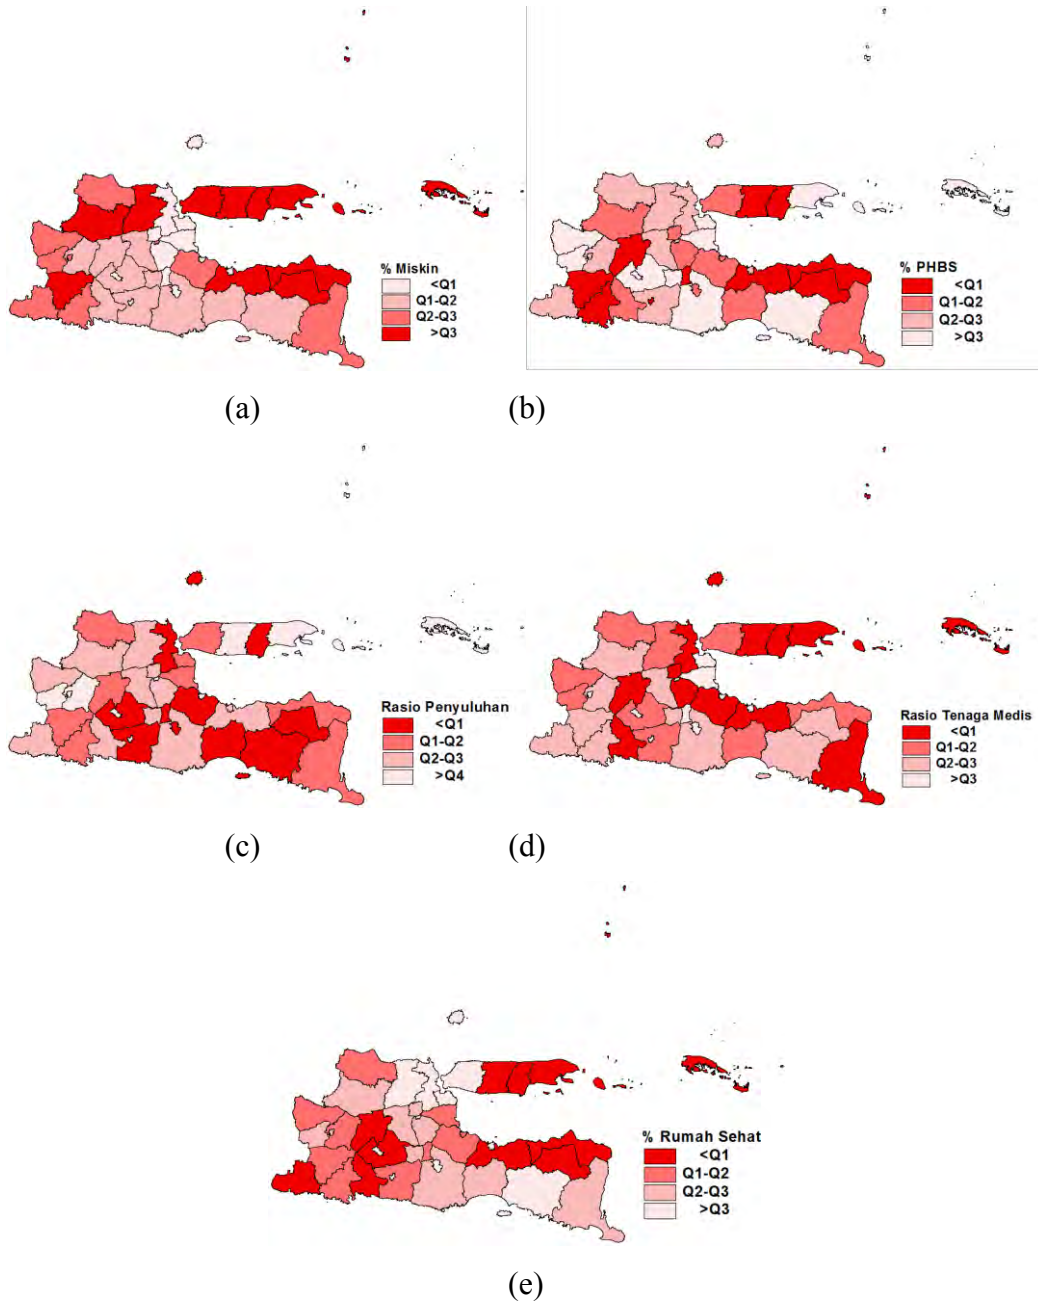 % Miskin
<Q1
Q1-Q2
Q2-Q3
>Q3
% PHBS
<Q1
Q1-Q2
Q2-Q3
>Q3
(a)
(b)
Rasio Penyuluhan
<Q1
Q1-Q2
Q2-Q3
>Q4
Rasio Tenaga Medis
<Q1
Q1-Q2
Q2-Q3
>Q3
(c)
(d)
% Rumah Sehat
<Q1
Q1-Q2
Q2-Q3
>Q3
(e)